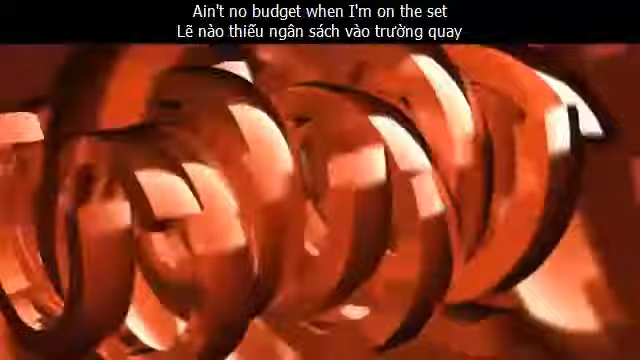 Ain't no budget when I'm on the set
Lẽ nào thiếu ngân sách vào trường quay